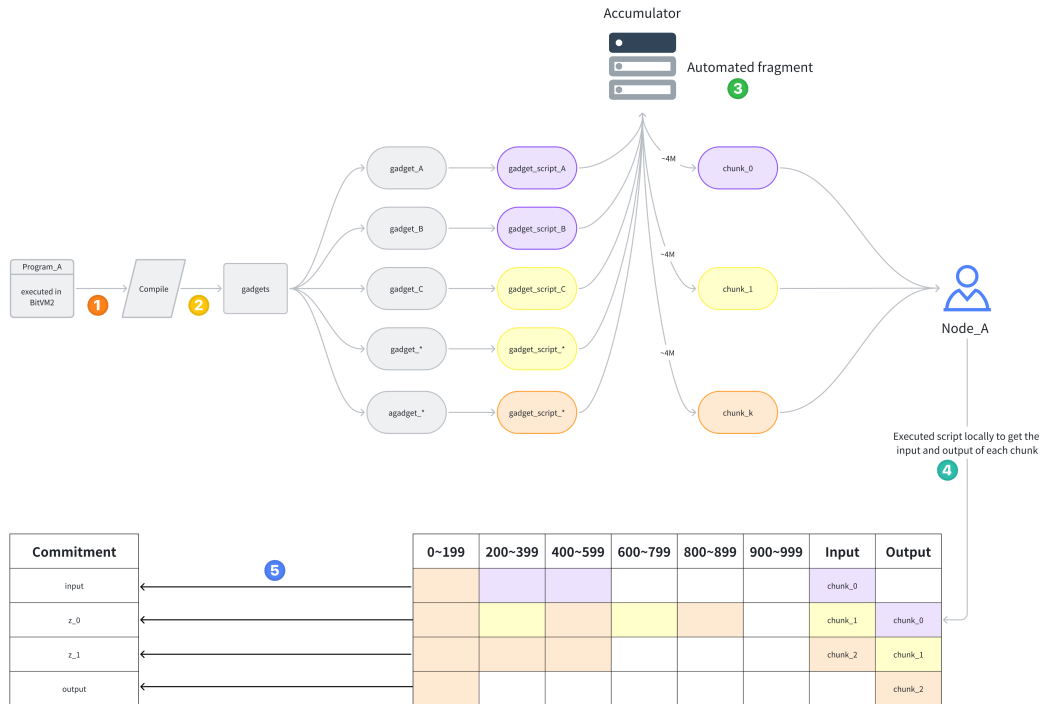 Accumulator
Automated fragment
3
~4M
gadget_A
gadget_script_A
chunk_0
gadget_B
gadget_script_B
~4M
Program_A
executed in
BitVM2
1
Compile
2
gadgets
gadget_C
gadget_script_C
chunk_1
Node_A
gadget_*
gadget_script_*
~4M
agadget_*
gadget_script_*
chunk_k
Executed script locally to get the
input and output of each chunk
4
5
Commitment
0~199 200~399 400~599 600~799 800~899 900~999 Input Output
input
chunk_0
z_0
chunk_1 chunk_0
z_1
chunk_2 chunk_1
output
chunk_2